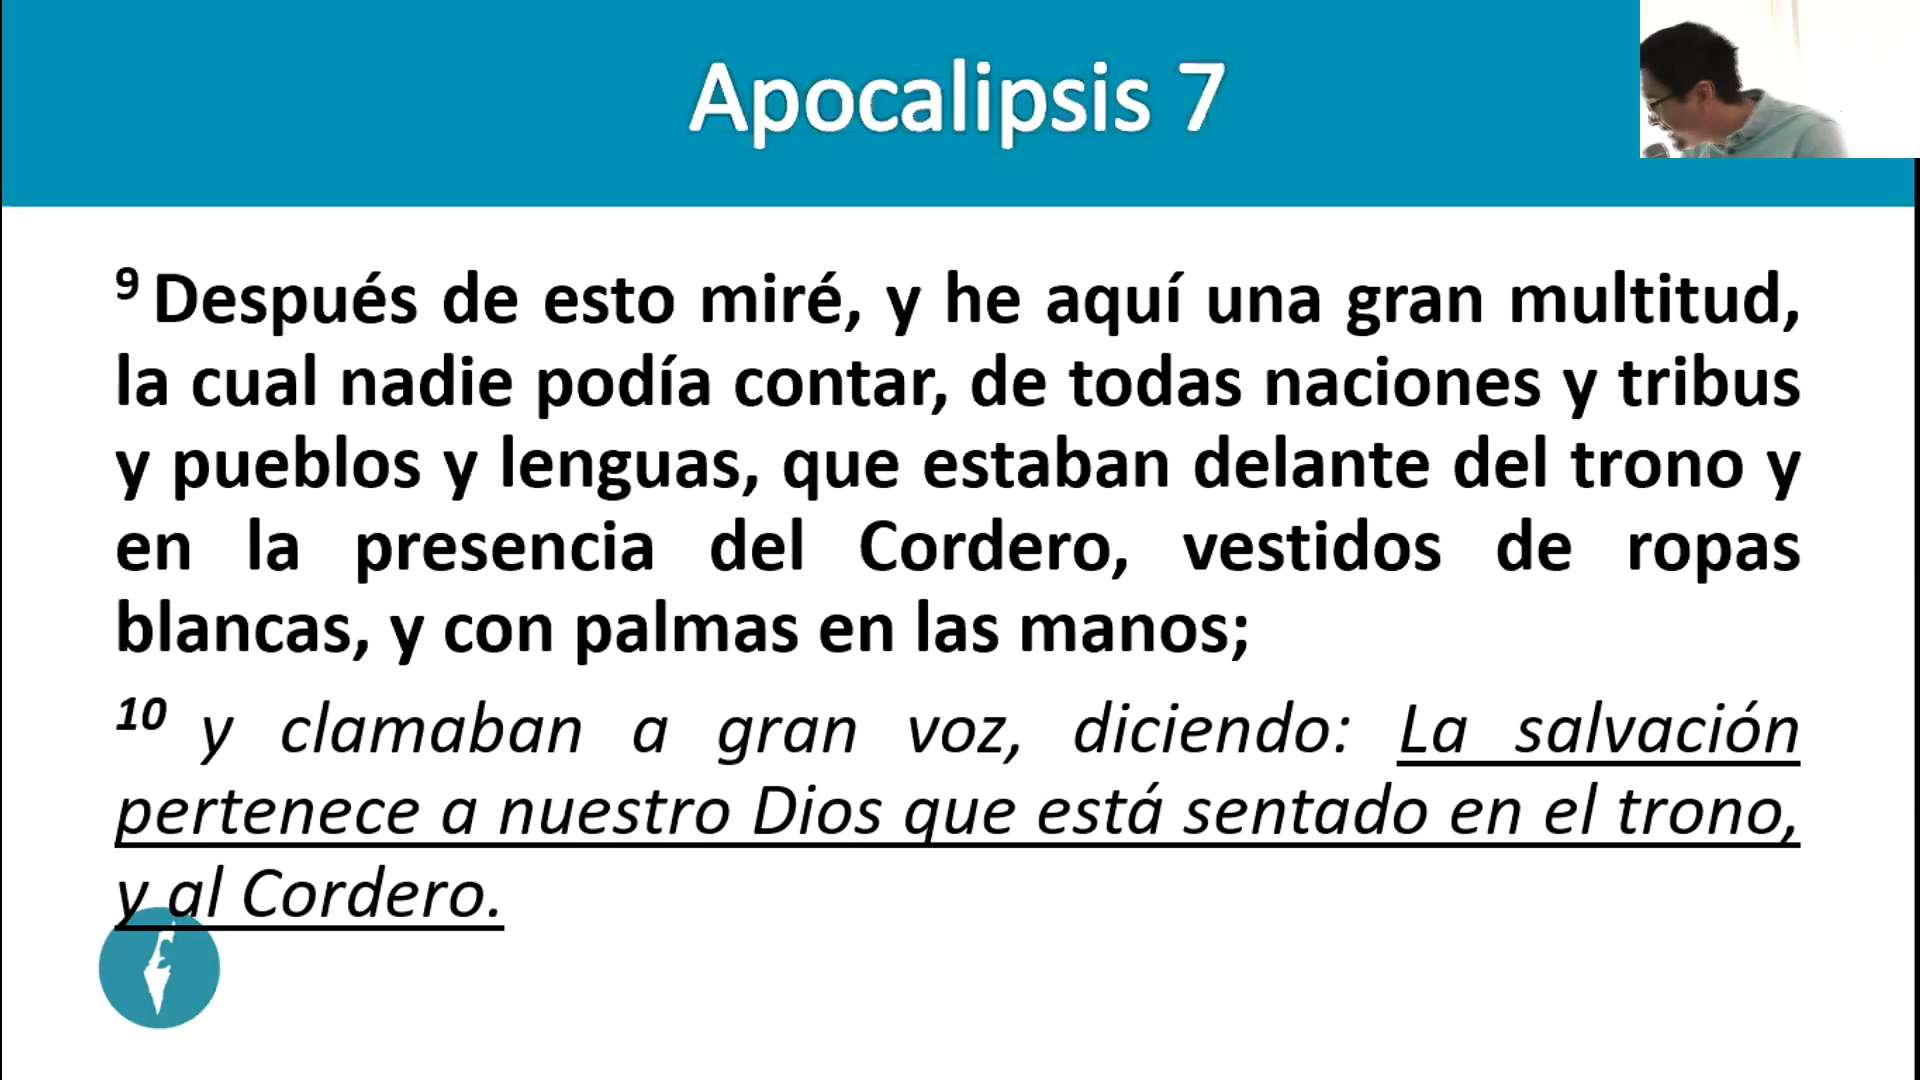 Apocalipsis 7
9 Después de esto miré, y he aquí una gran multitud,
la cual nadie podía contar, de todas naciones y tribus
y pueblos y lenguas, que estaban delante del trono y
en la presencia del Cordero, vestidos de ropas
blancas, y con palmas en las manos;
10 y clamaban a gran voz, diciendo: La salvación
pertenece a nuestro Dios que está sentado en el trono,
y al Cordero.